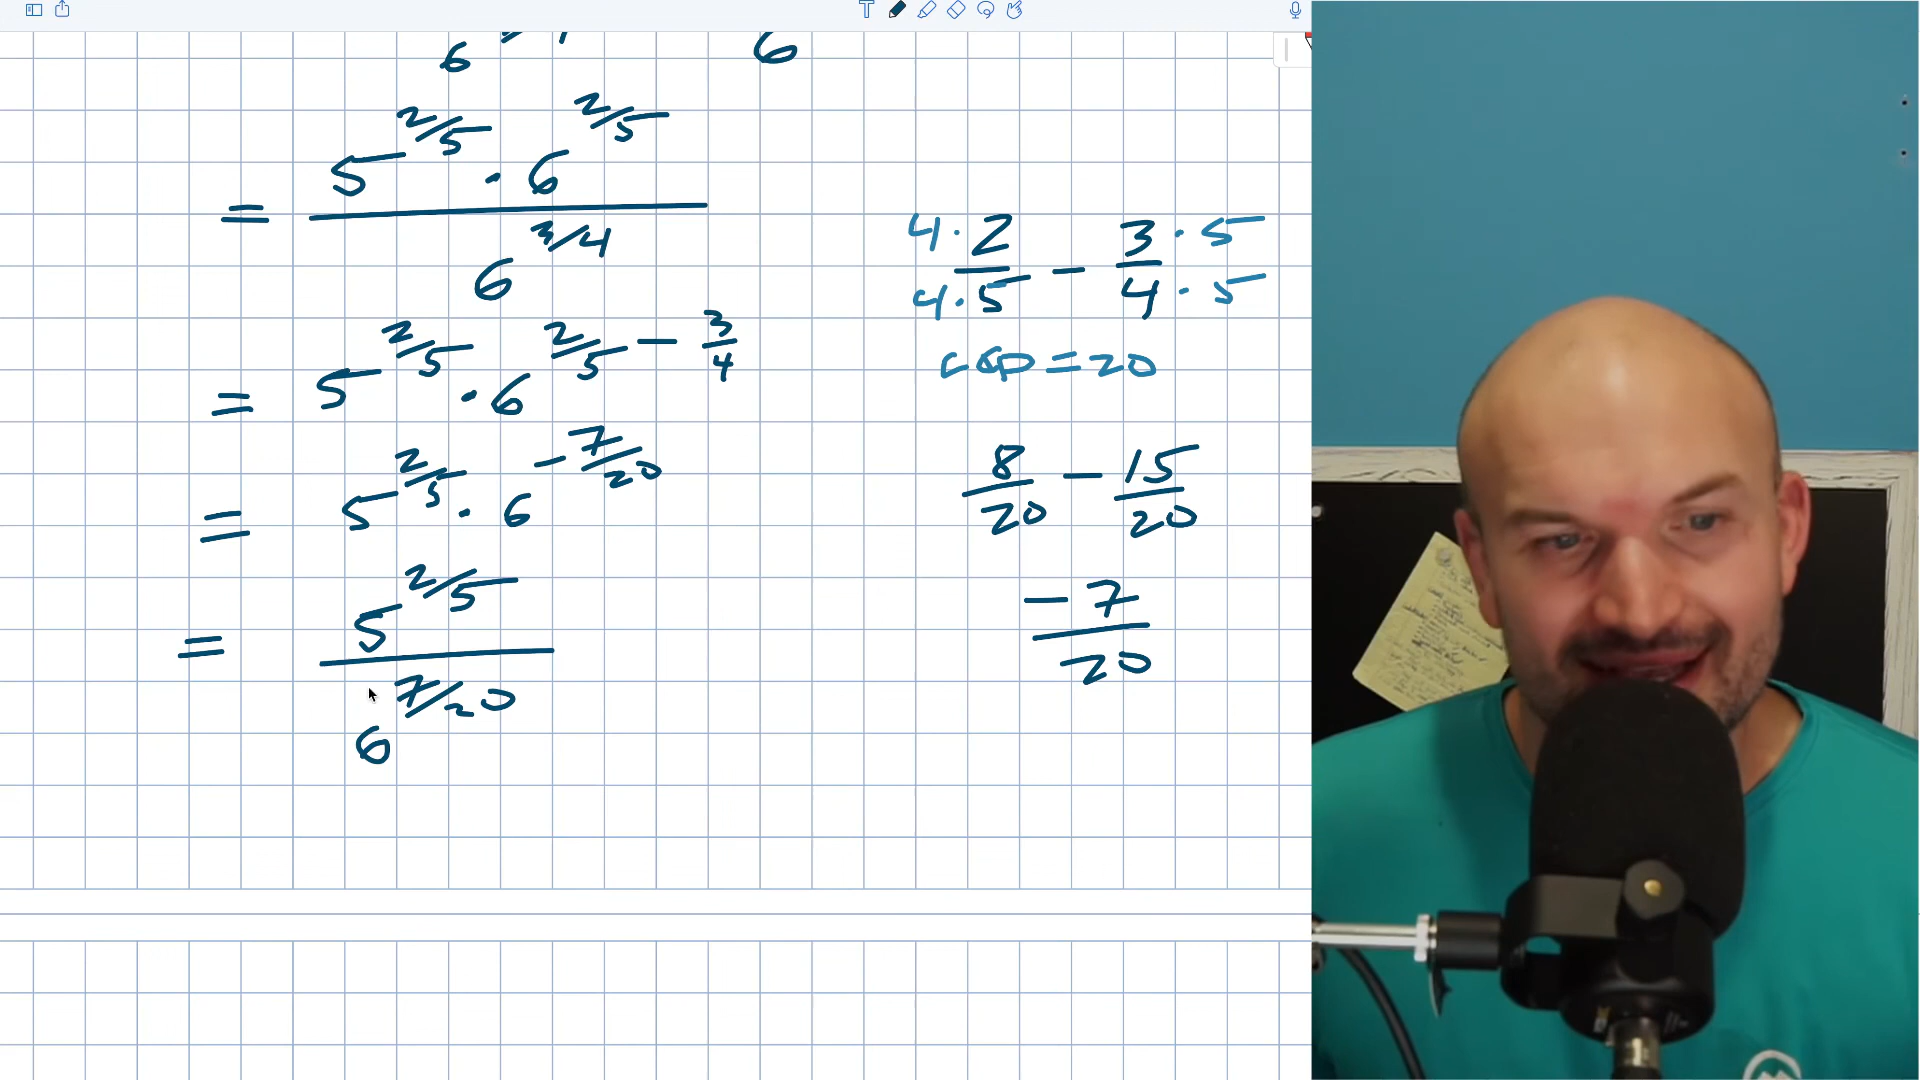 6 6
= 5^{2/5} · 6^{2/5}
6^{3/4}
= 5^{2/5} · 6^{2/5 - 3/4}
= 5^{2/5} · 6^{-7/20}
= 5^{2/5}
6^{7/20}
4 · 2 - 3 · 5
4 · 5 4 · 5
= 20
8 - 15
20 20
- 7
20